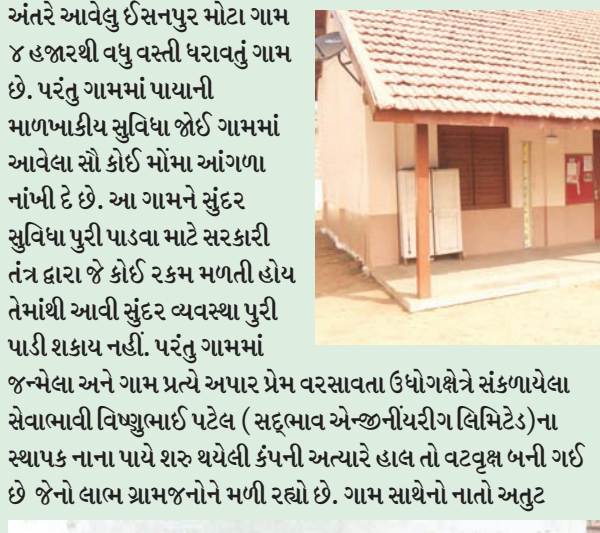 અંતરે આવેલુ ઈસનપુર મોટા ગામ
૪ હજારથી વધુ વસ્તી ધરાવતું ગામ
છે. પરંતુ ગામમાં પાયાની
માળખાકીય સુવિધા જોઈ ગામમાં
આવેલા સૌ કોઈ મોંમા આંગળા
નાંખી દે છે. આ ગામને સુંદર
સુવિધા પુરી પાડવા માટે સરકારી
તંત્ર દ્વારા જે કોઈ રકમ મળતી હોય
તેમાંથી આવી સુંદર વ્યવસ્થા પુરી
પાડી શકાય નહીં. પરંતુ ગામમાં
જન્મેલા અને ગામ પ્રત્યે અપાર પ્રેમ વરસાવતા ઉધોગક્ષેત્રે સંકળાયેલા
સેવાભાવી વિષ્ણુભાઈ પટેલ ( સદ્ભાવ એન્જીનીંયરીગ લિમિટેડ)ના
સ્થાપક નાના પાયે શરુ થયેલી કંપની અત્યારે હાલ તો વટવૃક્ષ બની ગઈ
છે જેનો લાભ ગ્રામજનોને મળી રહ્યો છે. ગામ સાથેનો નાતો અતુટ